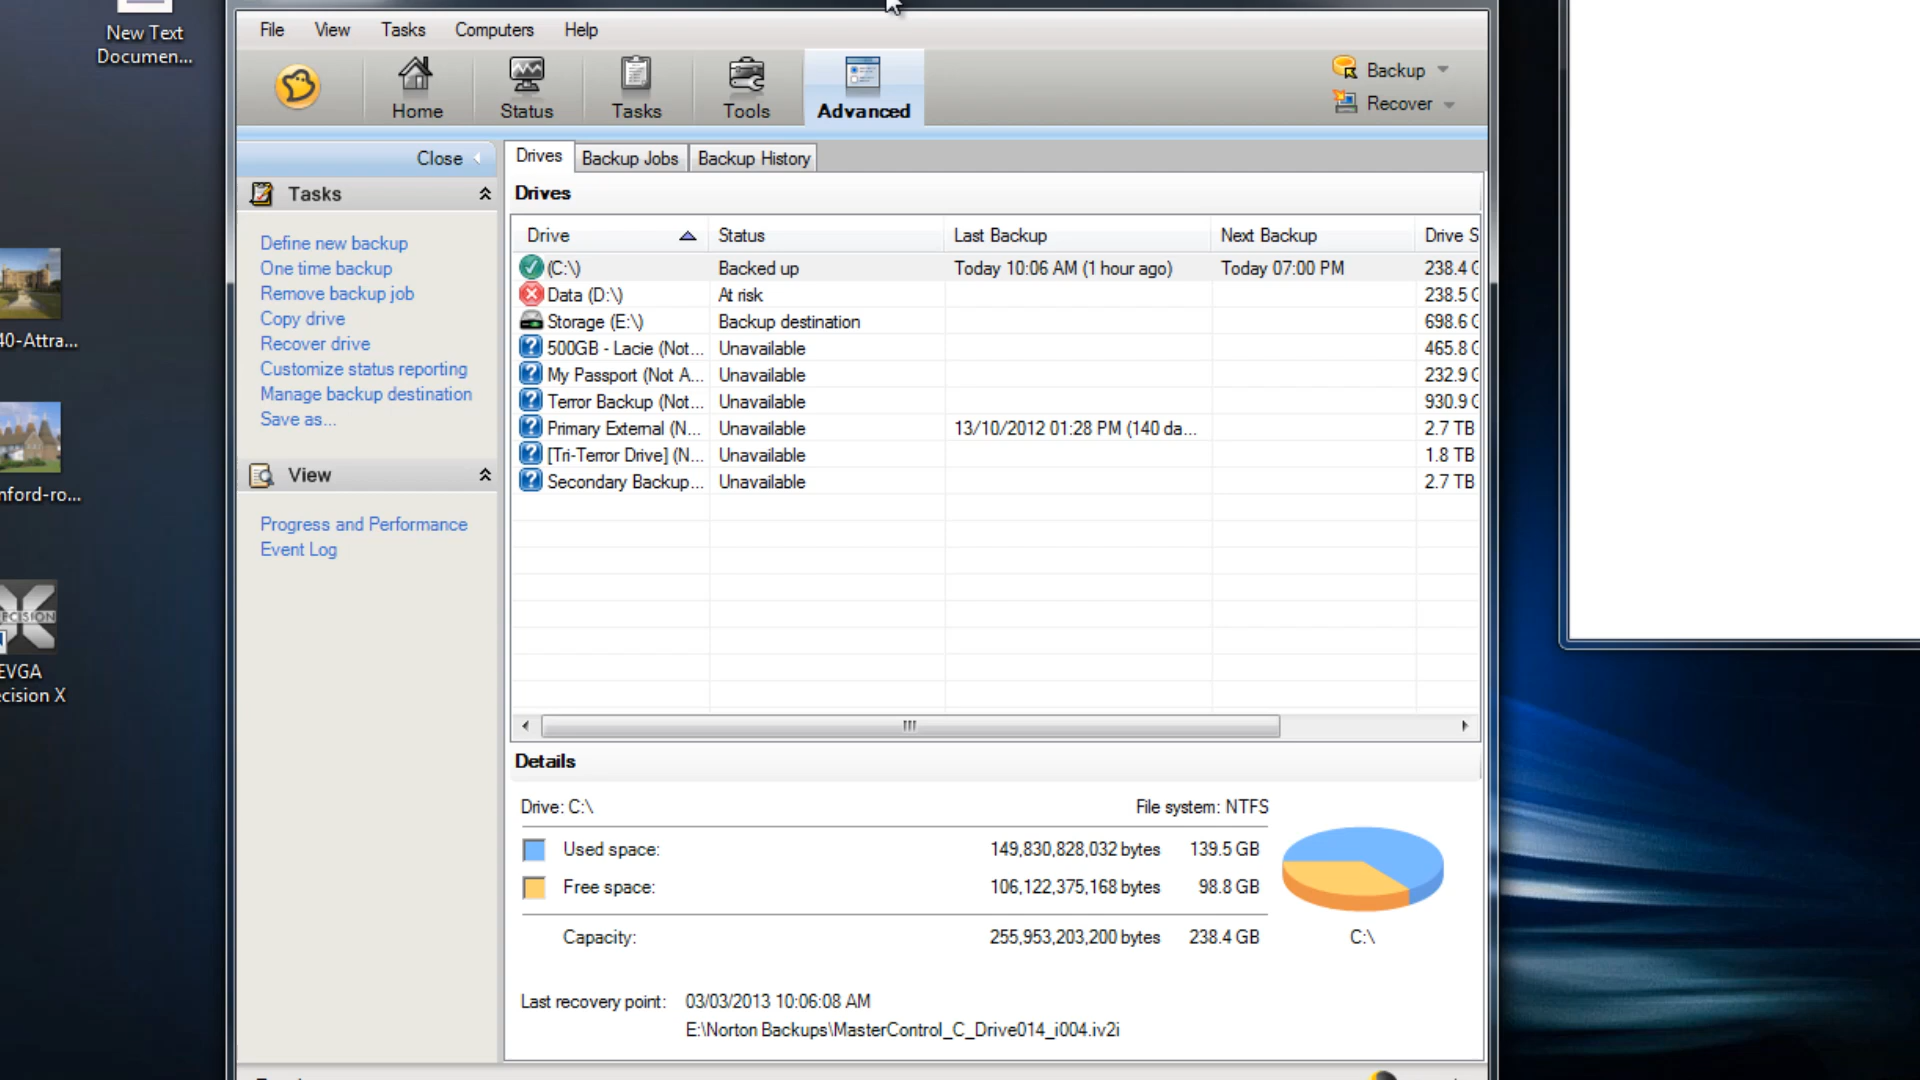 New Text
Documen...
40-Attra...
nford-ro...
ECISION
EVGA
cision X
File View Tasks Computers Help
Home Status Tasks Tools Advanced
Backup
Recover
Close
Tasks
Define new backup
One time backup
Remove backup job
Copy drive
Recover drive
Customize status reporting
Manage backup destination
Save as...
View
Progress and Performance
Event Log
Drives Backup Jobs Backup History
Drives
Drive Status Last Backup Next Backup Drive S
(C:\) Backed up Today 10:06 AM (1 hour ago) Today 07:00 PM 238.4 G
Data (D:\) At risk 238.5 G
Storage (E:\) Backup destination 698.6 G
500GB - Lacie (Not... Unavailable 465.8 G
My Passport (Not A... Unavailable 232.9 G
Terror Backup (Not... Unavailable 930.9 G
Primary External (N... Unavailable 13/10/2012 01:28 PM (140 da... 2.7 TB
[Tri-Terror Drive] (N... Unavailable 1.8 TB
Secondary Backup... Unavailable 2.7 TB
Details
Drive: C:\ File system: NTFS
Used space: 149,830,828,032 bytes 139.5 GB
Free space: 106,122,375,168 bytes 98.8 GB
Capacity: 255,953,203,200 bytes 238.4 GB
C:\
Last recovery point: 03/03/2013 10:06:08 AM
E:\Norton Backups\MasterControl_C_Drive014_i004.iv2i